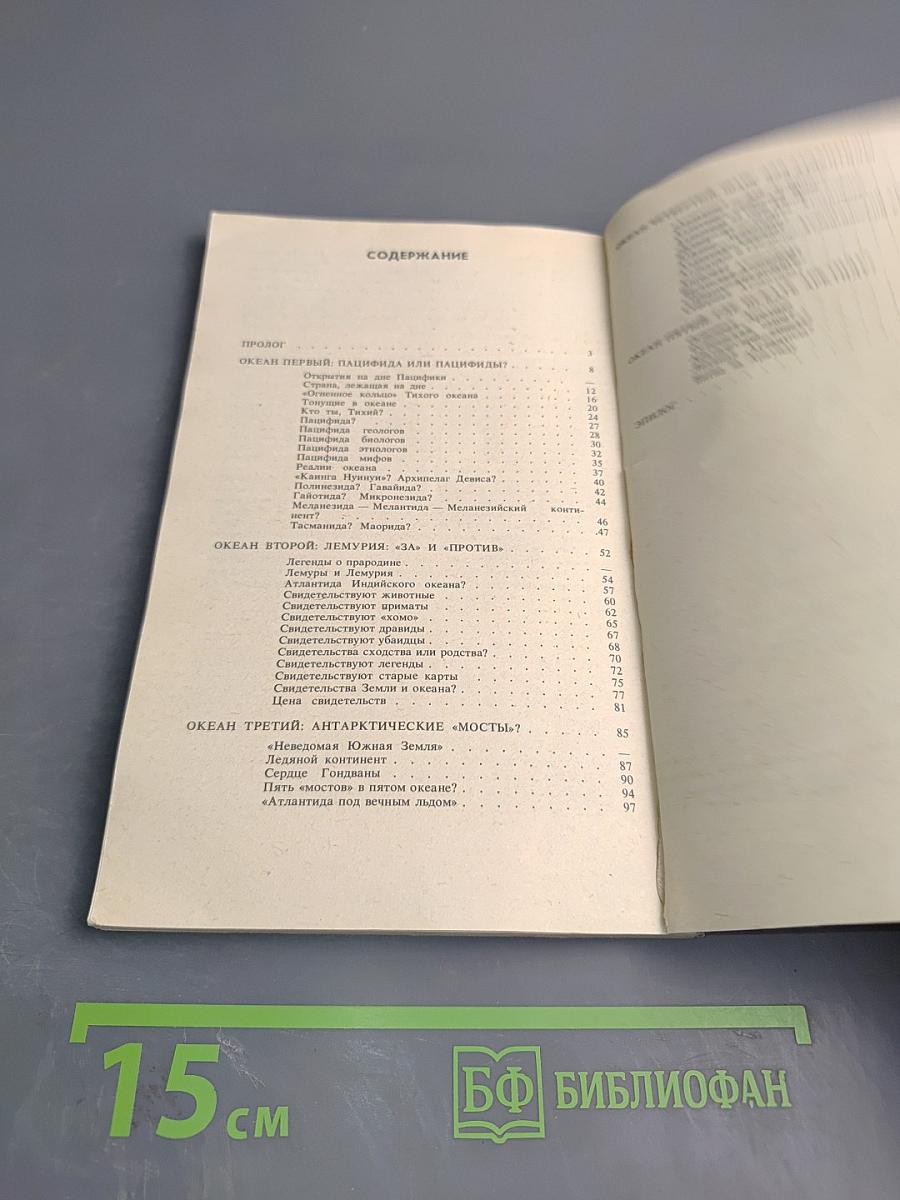 СОДЕРЖАНИЕ
ПРОЛОГ . . . 3
ОКЕАН ПЕРВЫЙ: ПАЦИФИДА ИЛИ ПАЦИФИДЫ? 8
Открытия на дне Пацифики . . . —
Страна, лежащая на дне . . . 12
«Огненное кольцо» Тихого океана . . . 16
Тонущие в океане . . . 20
Кто ты, Тихий? . . . 24
Пацифида? . . . 27
Пацифида геологов . . . 28
Пацифида биологов . . . 30
Пацифида этнологов . . . 32
Пацифида мифов . . . 35
Реалии океана . . . 37
«Каинга Нуинуи»? Архипелаг Девиса? . . . 40
Полинезида? Гавайида? . . . 42
Гайотида? Микронезида? . . . 44
Меланезида — Мелантида — Меланезийский конти-
нент? . . . 46
Тасманида? Маорида? . . . 47
ОКЕАН ВТОРОЙ: ЛЕМУРИЯ: «ЗА» И «ПРОТИВ» . . . 52
Легенды о прародине . . . —
Лемуры и Лемурия . . . 54
Атлантида Индийского океана? . . . 57
Свидетельствуют животные . . . 60
Свидетельствуют приматы . . . 62
Свидетельствуют «хомо» . . . 65
Свидетельствуют дравиды . . . 67
Свидетельствуют убаидцы . . . 68
Свидетельства сходства или родства? . . . 70
Свидетельствуют легенды . . . 72
Свидетельствуют старые карты . . . 75
Свидетельства Земли и океана? . . . 77
Цена свидетельств . . . 81
ОКЕАН ТРЕТИЙ: АНТАРКТИЧЕСКИЕ «МОСТЫ»? . . . 85
«Неведомая Южная Земля» . . . —
Ледяной континент . . . 87
Сердце Гондваны . . . 90
Пять «мостов» в пятом океане? . . . 94
«Атлантида под вечным льдом» . . . 97
ЭПИЛОГ
15 см
БФ БИБЛИОФАН